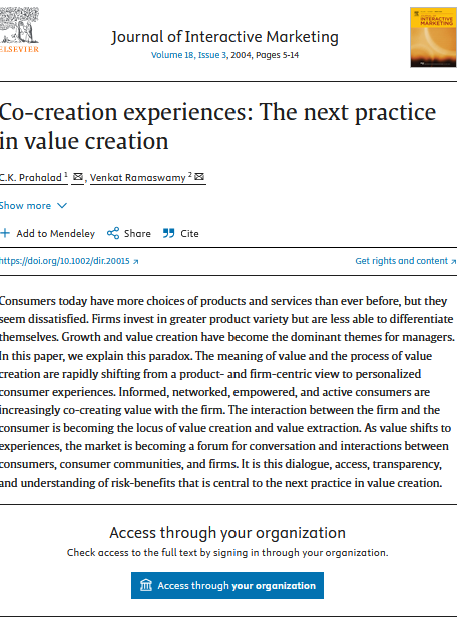 ELSEVIER
Journal of Interactive Marketing
Volume 18, Issue 3, 2004, Pages 5-14
INTERACTIVE
MARKETING
Co-creation experiences: The next practice
in value creation
C.K. Prahalad 1, Venkat Ramaswamy 2
Show more
Add to Mendeley Share Cite
https://doi.org/10.1002/dir.20015 Get rights and content
Consumers today have more choices of products and services than ever before, but they
seem dissatisfied. Firms invest in greater product variety but are less able to differentiate
themselves. Growth and value creation have become the dominant themes for managers.
In this paper, we explain this paradox. The meaning of value and the process of value
creation are rapidly shifting from a product- and firm-centric view to personalized
consumer experiences. Informed, networked, empowered, and active consumers are
increasingly co-creating value with the firm. The interaction between the firm and the
consumer is becoming the locus of value creation and value extraction. As value shifts to
experiences, the market is becoming a forum for conversation and interactions between
consumers, consumer communities, and firms. It is this dialogue, access, transparency,
and understanding of risk-benefits that is central to the next practice in value creation.
Access through your organization
Check access to the full text by signing in through your organization.
Access through your organization